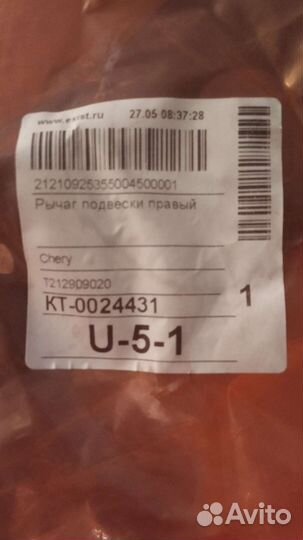 www.exist.ru 27.05 08:37:28
21210925355004500001
Рычаг подвески правый
Chery
T212909020
КТ-0024431
1
U-5-1
Avito